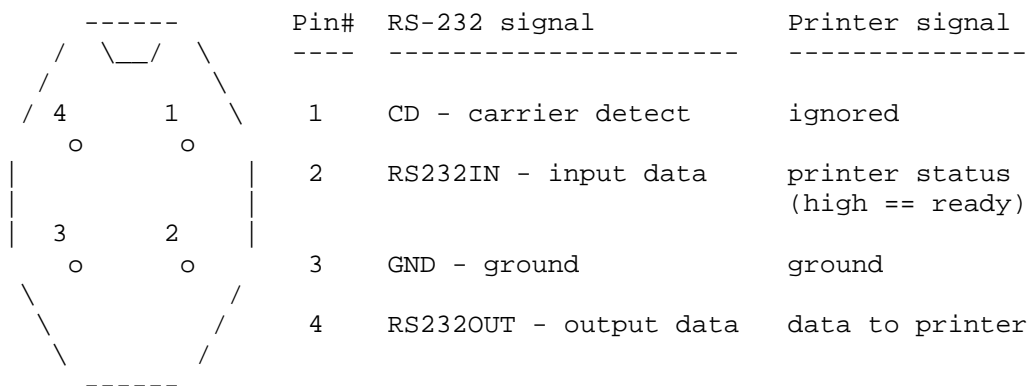 Pin# RS-232 signal Printer signal
4 1 1 CD - carrier detect ignored
2 RS232IN - input data printer status
(high == ready)
3 2
3 GND - ground ground
4 RS232OUT - output data data to printer